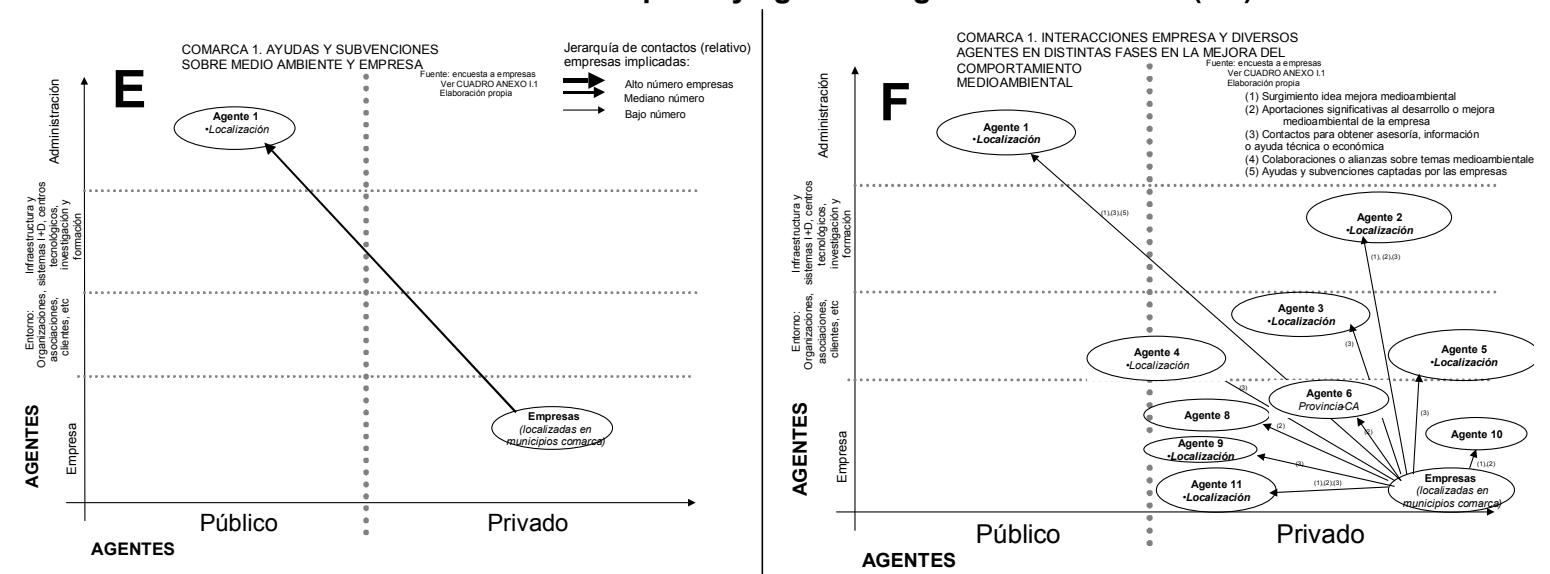 E
COMARCA 1. AYUDAS Y SUBVENCIONES
SOBRE MEDIO AMBIENTE Y EMPRESA
Fuente: encuesta a empresas
Ver CUADRO ANEXO I.1
Elaboración propia
Jerarquía de contactos (relativo)
empresas implicadas:
Alto número empresas
Mediano número
Bajo número
Administración
Infraestructura y
sistemas I+D, centros
tecnológicos,
investigación y
formación
Entorno:
Organizaciones,
asociaciones,
clientes, etc
Empresa
AGENTES
Agente 1
•Localización
Empresas
(localizadas en
municipios comarca)
Público
Privado
AGENTES
F
COMARCA 1. INTERACCIONES EMPRESA Y DIVERSOS
AGENTES EN DISTINTAS FASES EN LA MEJORA DEL
COMPORTAMIENTO
MEDIOAMBIENTAL
Fuente: encuesta a empresas
Ver CUADRO ANEXO I.1
Elaboración propia
(1) Surgimiento idea mejora medioambiental
(2) Aportaciones significativas al desarrollo o mejora
medioambiental de la empresa
(3) Contactos para obtener asesoría, información
o ayuda técnica o económica
(4) Colaboraciones o alianzas sobre temas medioambientale
(5) Ayudas y subvenciones captadas por las empresas
Administración
Infraestructura y
sistemas I+D, centros
tecnológicos,
investigación y
formación
Entorno:
Organizaciones,
asociaciones,
clientes, etc
Empresa
AGENTES
Agente 1
•Localización
(1),(3),(5)
Agente 2
•Localización
(1), (2),(3)
Agente 3
•Localización
(3)
Agente 4
•Localización
(3)
Agente 5
•Localización
(3)
Agente 6
Provincia-CA
(2)
Agente 8
(2)
Agente 9
•Localización
(3)
Agente 10
(1),(2)
Agente 11
•Localización
(1),(2),(3)
Empresas
(localizadas en
municipios comarca)
Público
Privado
AGENTES